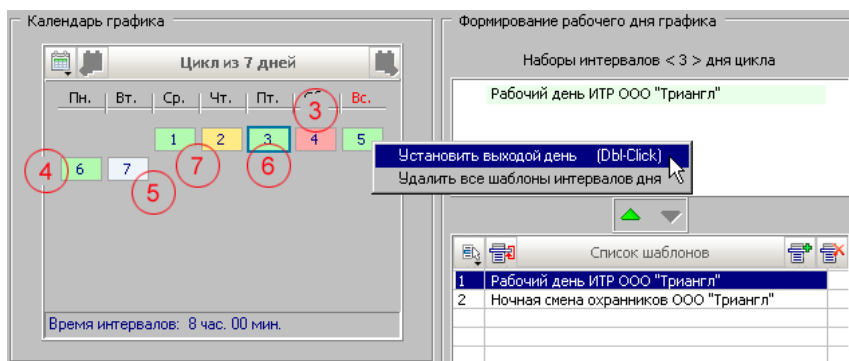 Календарь графика
Цикл из 7 дней
Пн. Вт. Ср. Чт. Пт. Вс.
3
1 2 3 4 5
4 6 7 7 6
5
Время интервалов: 8 час. 00 мин.
Формирование рабочего дня графика
Наборы интервалов < 3 > дня цикла
Рабочий день ИТР ООО "Триангл"
Установить выходой день (Dbl-Click)
Удалить все шаблоны интервалов дня
Список шаблонов
1 Рабочий день ИТР ООО "Триангл"
2 Ночная смена охранников ООО "Триангл"